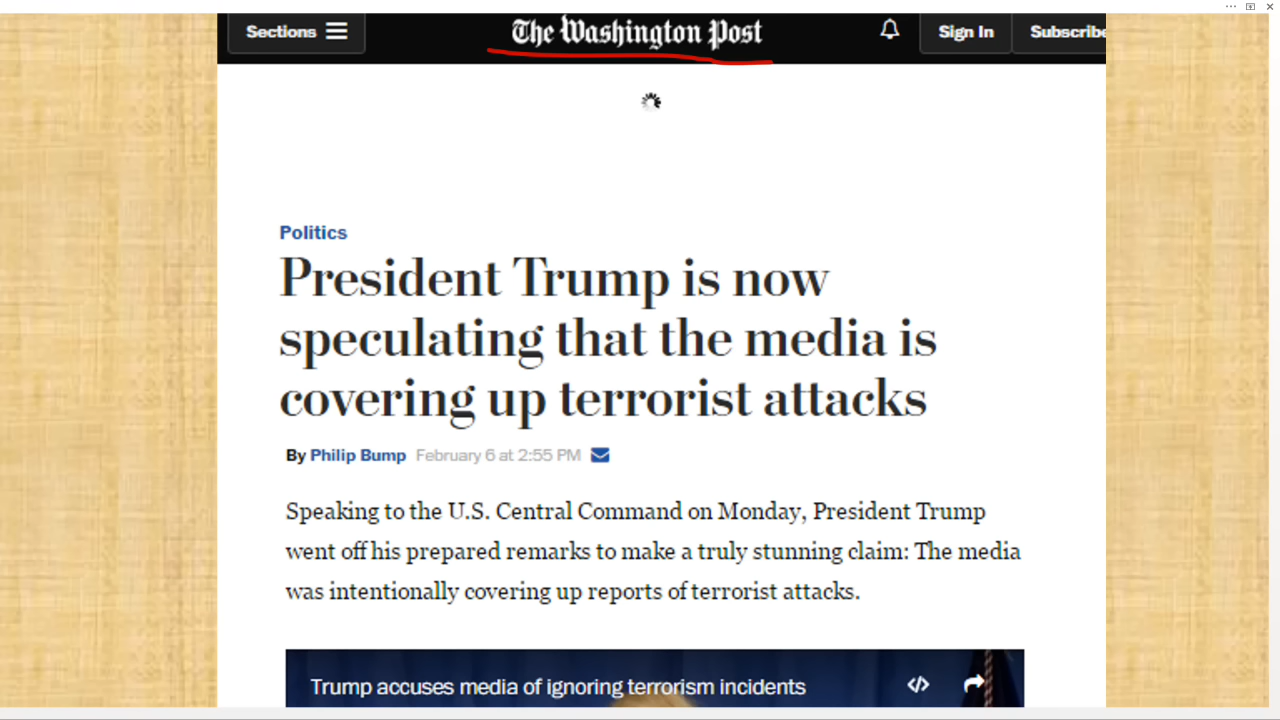 Sections
The Washington Post
Sign In
Subscribe
Politics
President Trump is now
speculating that the media is
covering up terrorist attacks
By Philip Bump February 6 at 2:55 PM
Speaking to the U.S. Central Command on Monday, President Trump
went off his prepared remarks to make a truly stunning claim: The media
was intentionally covering up reports of terrorist attacks.
Trump accuses media of ignoring terrorism incidents